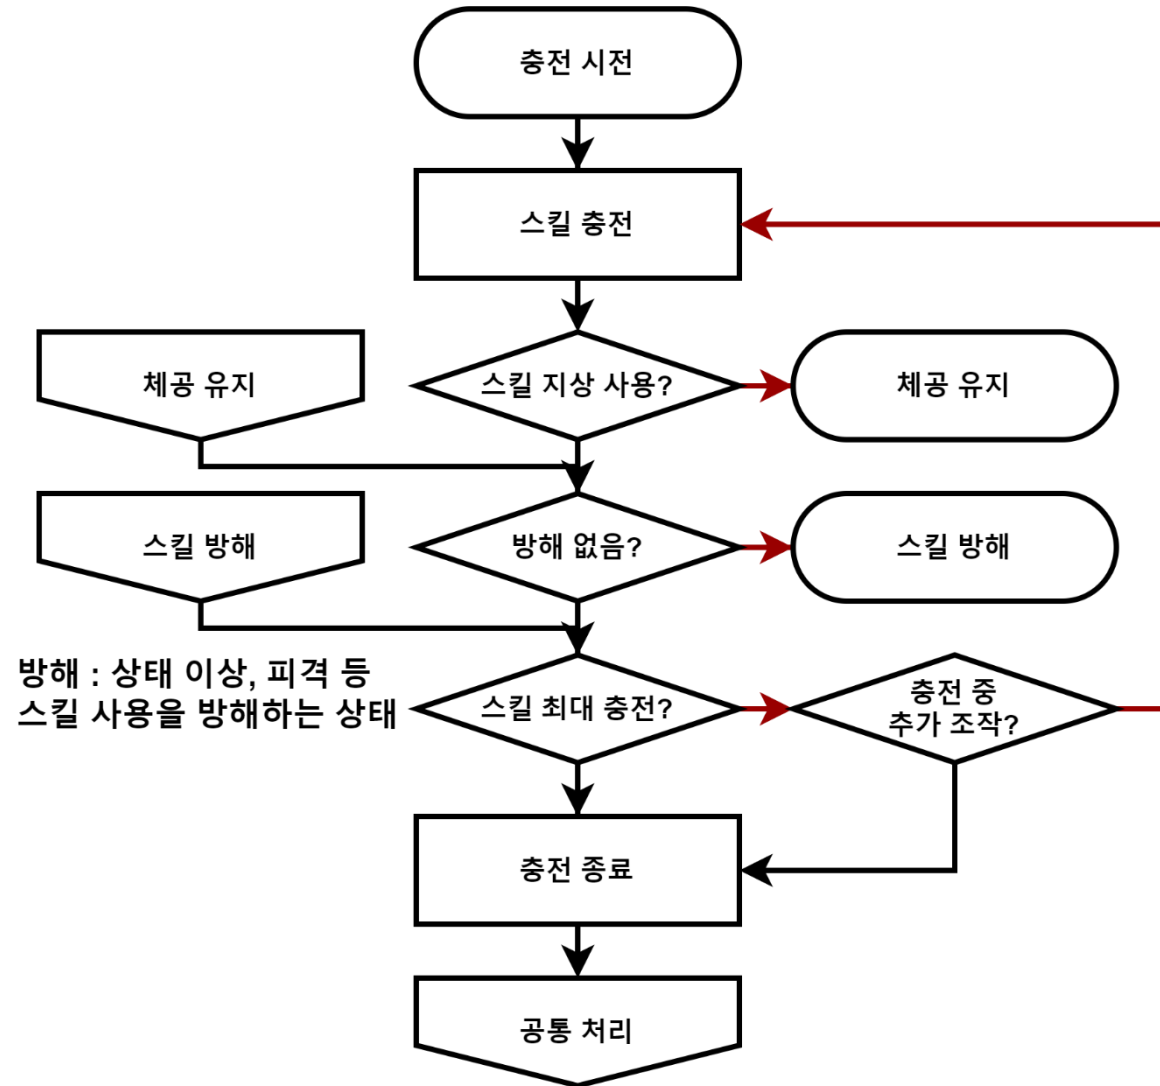 충전 시전
스킬 충전
체공 유지
스킬 지상 사용?
체공 유지
스킬 방해
방해 없음?
스킬 방해
방해 : 상태 이상, 피격 등
스킬 사용을 방해하는 상태
스킬 최대 충전?
충전 중
추가 조작?
충전 종료
공통 처리